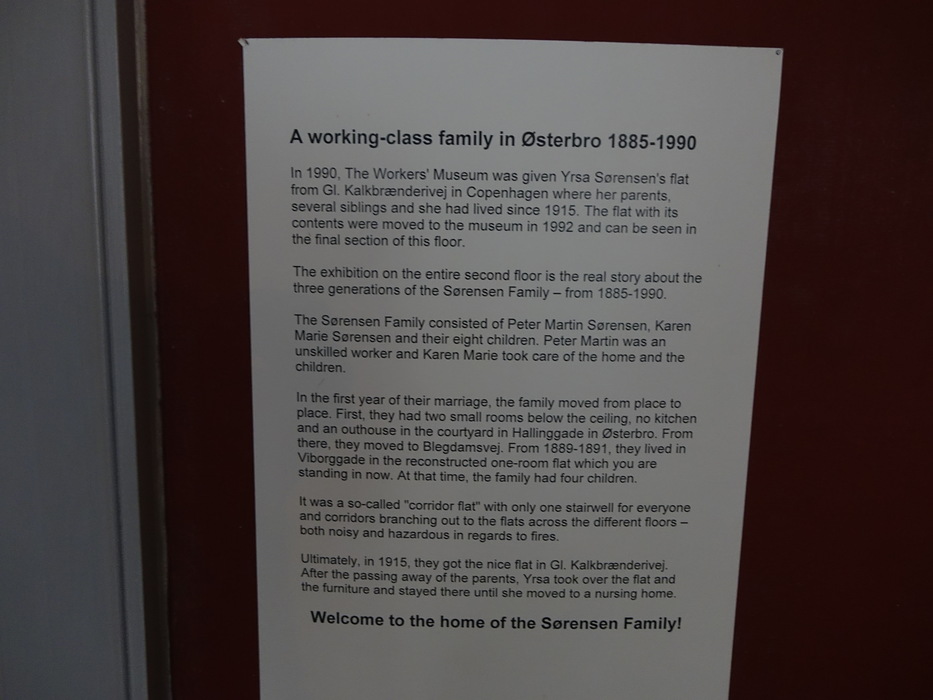 A working-class family in Østerbro 1885-1990
In 1990, The Workers' Museum was given Yrsa Sørensen's flat
from Gl. Kalkbrænderivej in Copenhagen where her parents,
several siblings and she had lived since 1915. The flat with its
contents were moved to the museum in 1992 and can be seen in
the final section of this floor.
The exhibition on the entire second floor is the real story about the
three generations of the Sørensen Family – from 1885-1990.
The Sørensen Family consisted of Peter Martin Sørensen, Karen
Marie Sørensen and their eight children. Peter Martin was an
unskilled worker and Karen Marie took care of the home and the
children.
In the first year of their marriage, the family moved from place to
place. First, they had two small rooms below the ceiling, no kitchen
and an outhouse in the courtyard in Hallinggade in Østerbro. From
there, they moved to Blegdamsvej. From 1889-1891, they lived in
Viborggade in the reconstructed one-room flat which you are
standing in now. At that time, the family had four children.
It was a so-called "corridor flat" with only one stairwell for everyone
and corridors branching out to the flats across the different floors –
both noisy and hazardous in regards to fires.
Ultimately, in 1915, they got the nice flat in Gl. Kalkbrænderivej.
After the passing away of the parents, Yrsa took over the flat and
the furniture and stayed there until she moved to a nursing home.
Welcome to the home of the Sørensen Family!